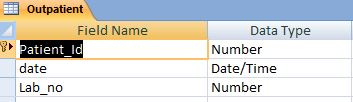 Outpatient
Field Name Data Type
Patient_Id Number
date Date/Time
Lab_no Number